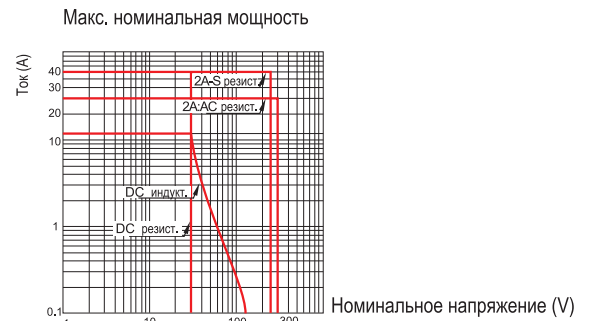 Макс. номинальная мощность
Ток (A)
40
30
20
10
1
0.1
2A-S резист.
2A:AC резист.
DC индукт.
DC резист.
1
10
100
300
Номинальное напряжение (V)